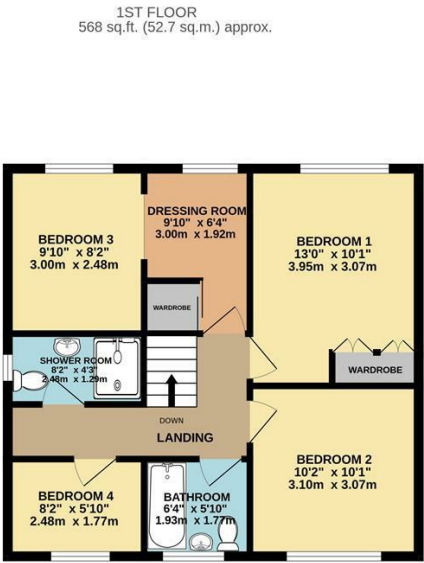 1ST FLOOR
568 sq.ft. (52.7 sq.m.) approx.
BEDROOM 3
9'10" x 8'2"
3.00m x 2.48m
DRESSING ROOM
9'10" x 6'4"
3.00m x 1.92m
BEDROOM 1
13'0" x 10'1"
3.95m x 3.07m
WARDROBE
SHOWER ROOM
8'2" x 4'3"
2.48m x 1.29m
WARDROBE
DOWN
LANDING
BEDROOM 2
10'2" x 10'1"
3.10m x 3.07m
BEDROOM 4
8'2" x 5'10"
2.48m x 1.77m
BATHROOM
6'4" x 5'10"
1.93m x 1.77m